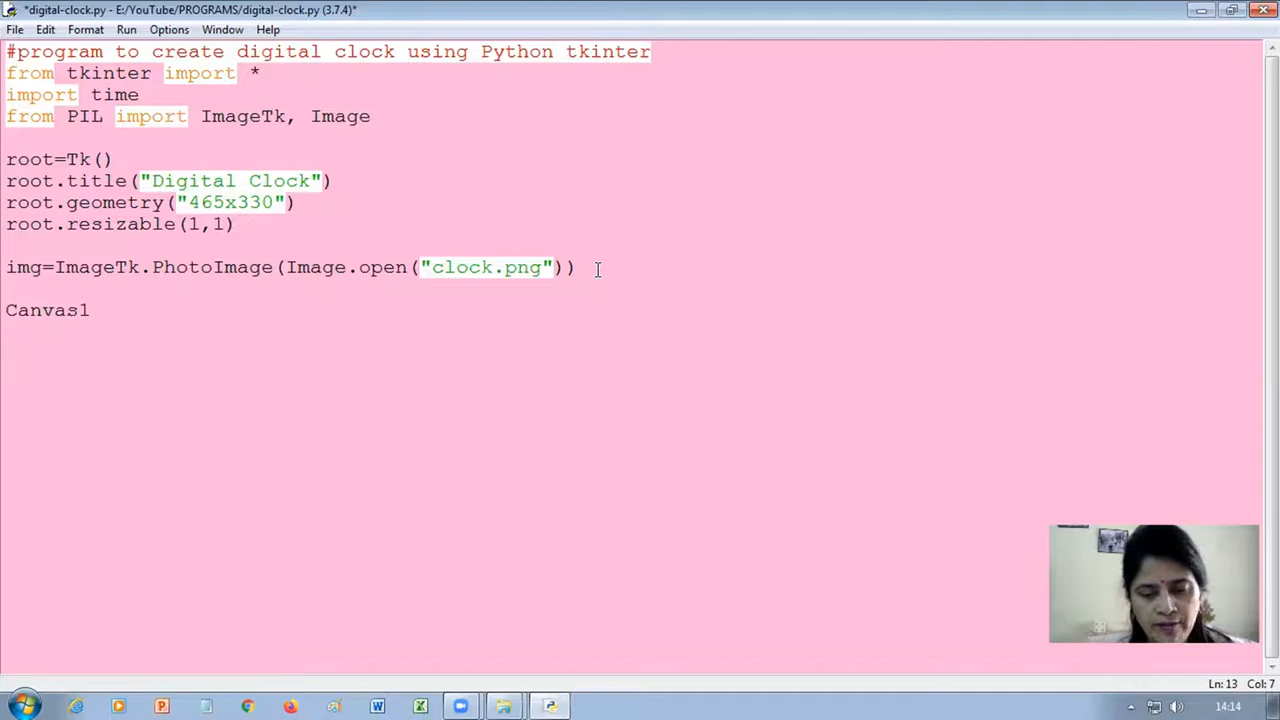 *digital-clock.py - E:/YouTube/PROGRAMS/digital-clock.py (3.7.4)*
File Edit Format Run Options Window Help
#program to create digital clock using Python tkinter
from tkinter import *
import time
from PIL import ImageTk, Image
root=Tk()
root.title("Digital Clock")
root.geometry("465x330")
root.resizable(1,1)
img=ImageTk.PhotoImage(Image.open("clock.png"))
Canvas1
Ln: 13 Col: 7
14:14